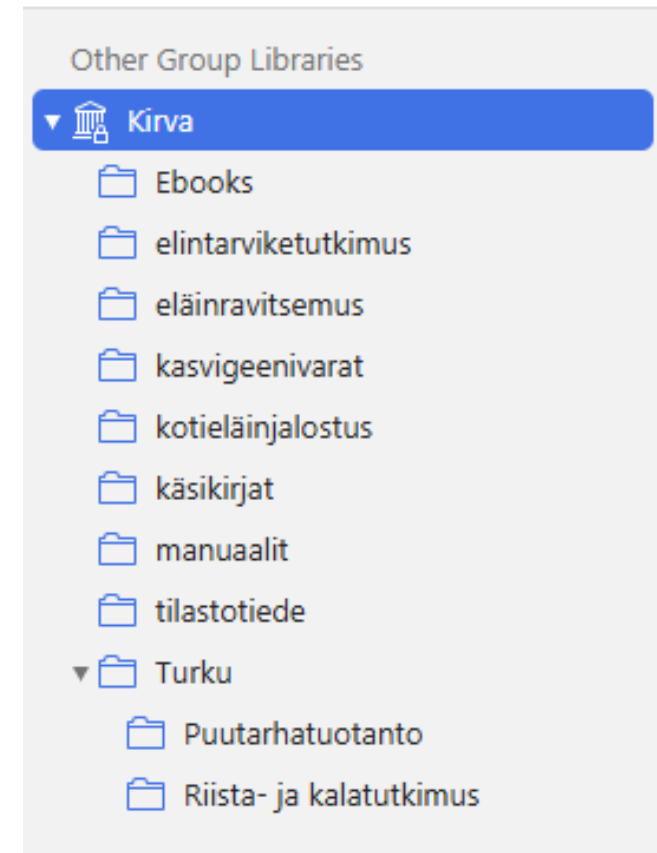 Other Group Libraries
Kirva
Ebooks
elintarviketutkimus
eläinravitsemus
kasvigeenivarat
kotieläinjalostus
käsikirjat
manuaalit
tilastotiede
Turku
Puutarhatuotanto
Riista- ja kalatutkimus